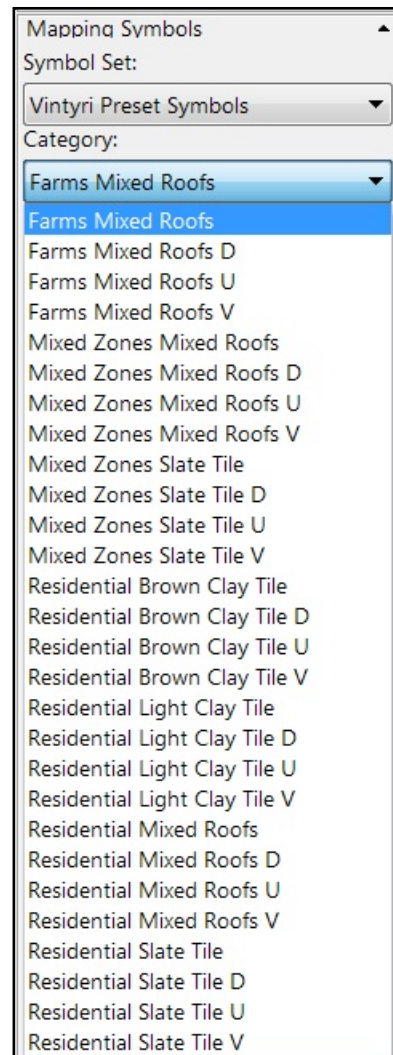 Mapping Symbols
Symbol Set:
Vintyri Preset Symbols
Category:
Farms Mixed Roofs
Farms Mixed Roofs
Farms Mixed Roofs D
Farms Mixed Roofs U
Farms Mixed Roofs V
Mixed Zones Mixed Roofs
Mixed Zones Mixed Roofs D
Mixed Zones Mixed Roofs U
Mixed Zones Mixed Roofs V
Mixed Zones Slate Tile
Mixed Zones Slate Tile D
Mixed Zones Slate Tile U
Mixed Zones Slate Tile V
Residential Brown Clay Tile
Residential Brown Clay Tile D
Residential Brown Clay Tile U
Residential Brown Clay Tile V
Residential Light Clay Tile
Residential Light Clay Tile D
Residential Light Clay Tile U
Residential Light Clay Tile V
Residential Mixed Roofs
Residential Mixed Roofs D
Residential Mixed Roofs U
Residential Mixed Roofs V
Residential Slate Tile
Residential Slate Tile D
Residential Slate Tile U
Residential Slate Tile V